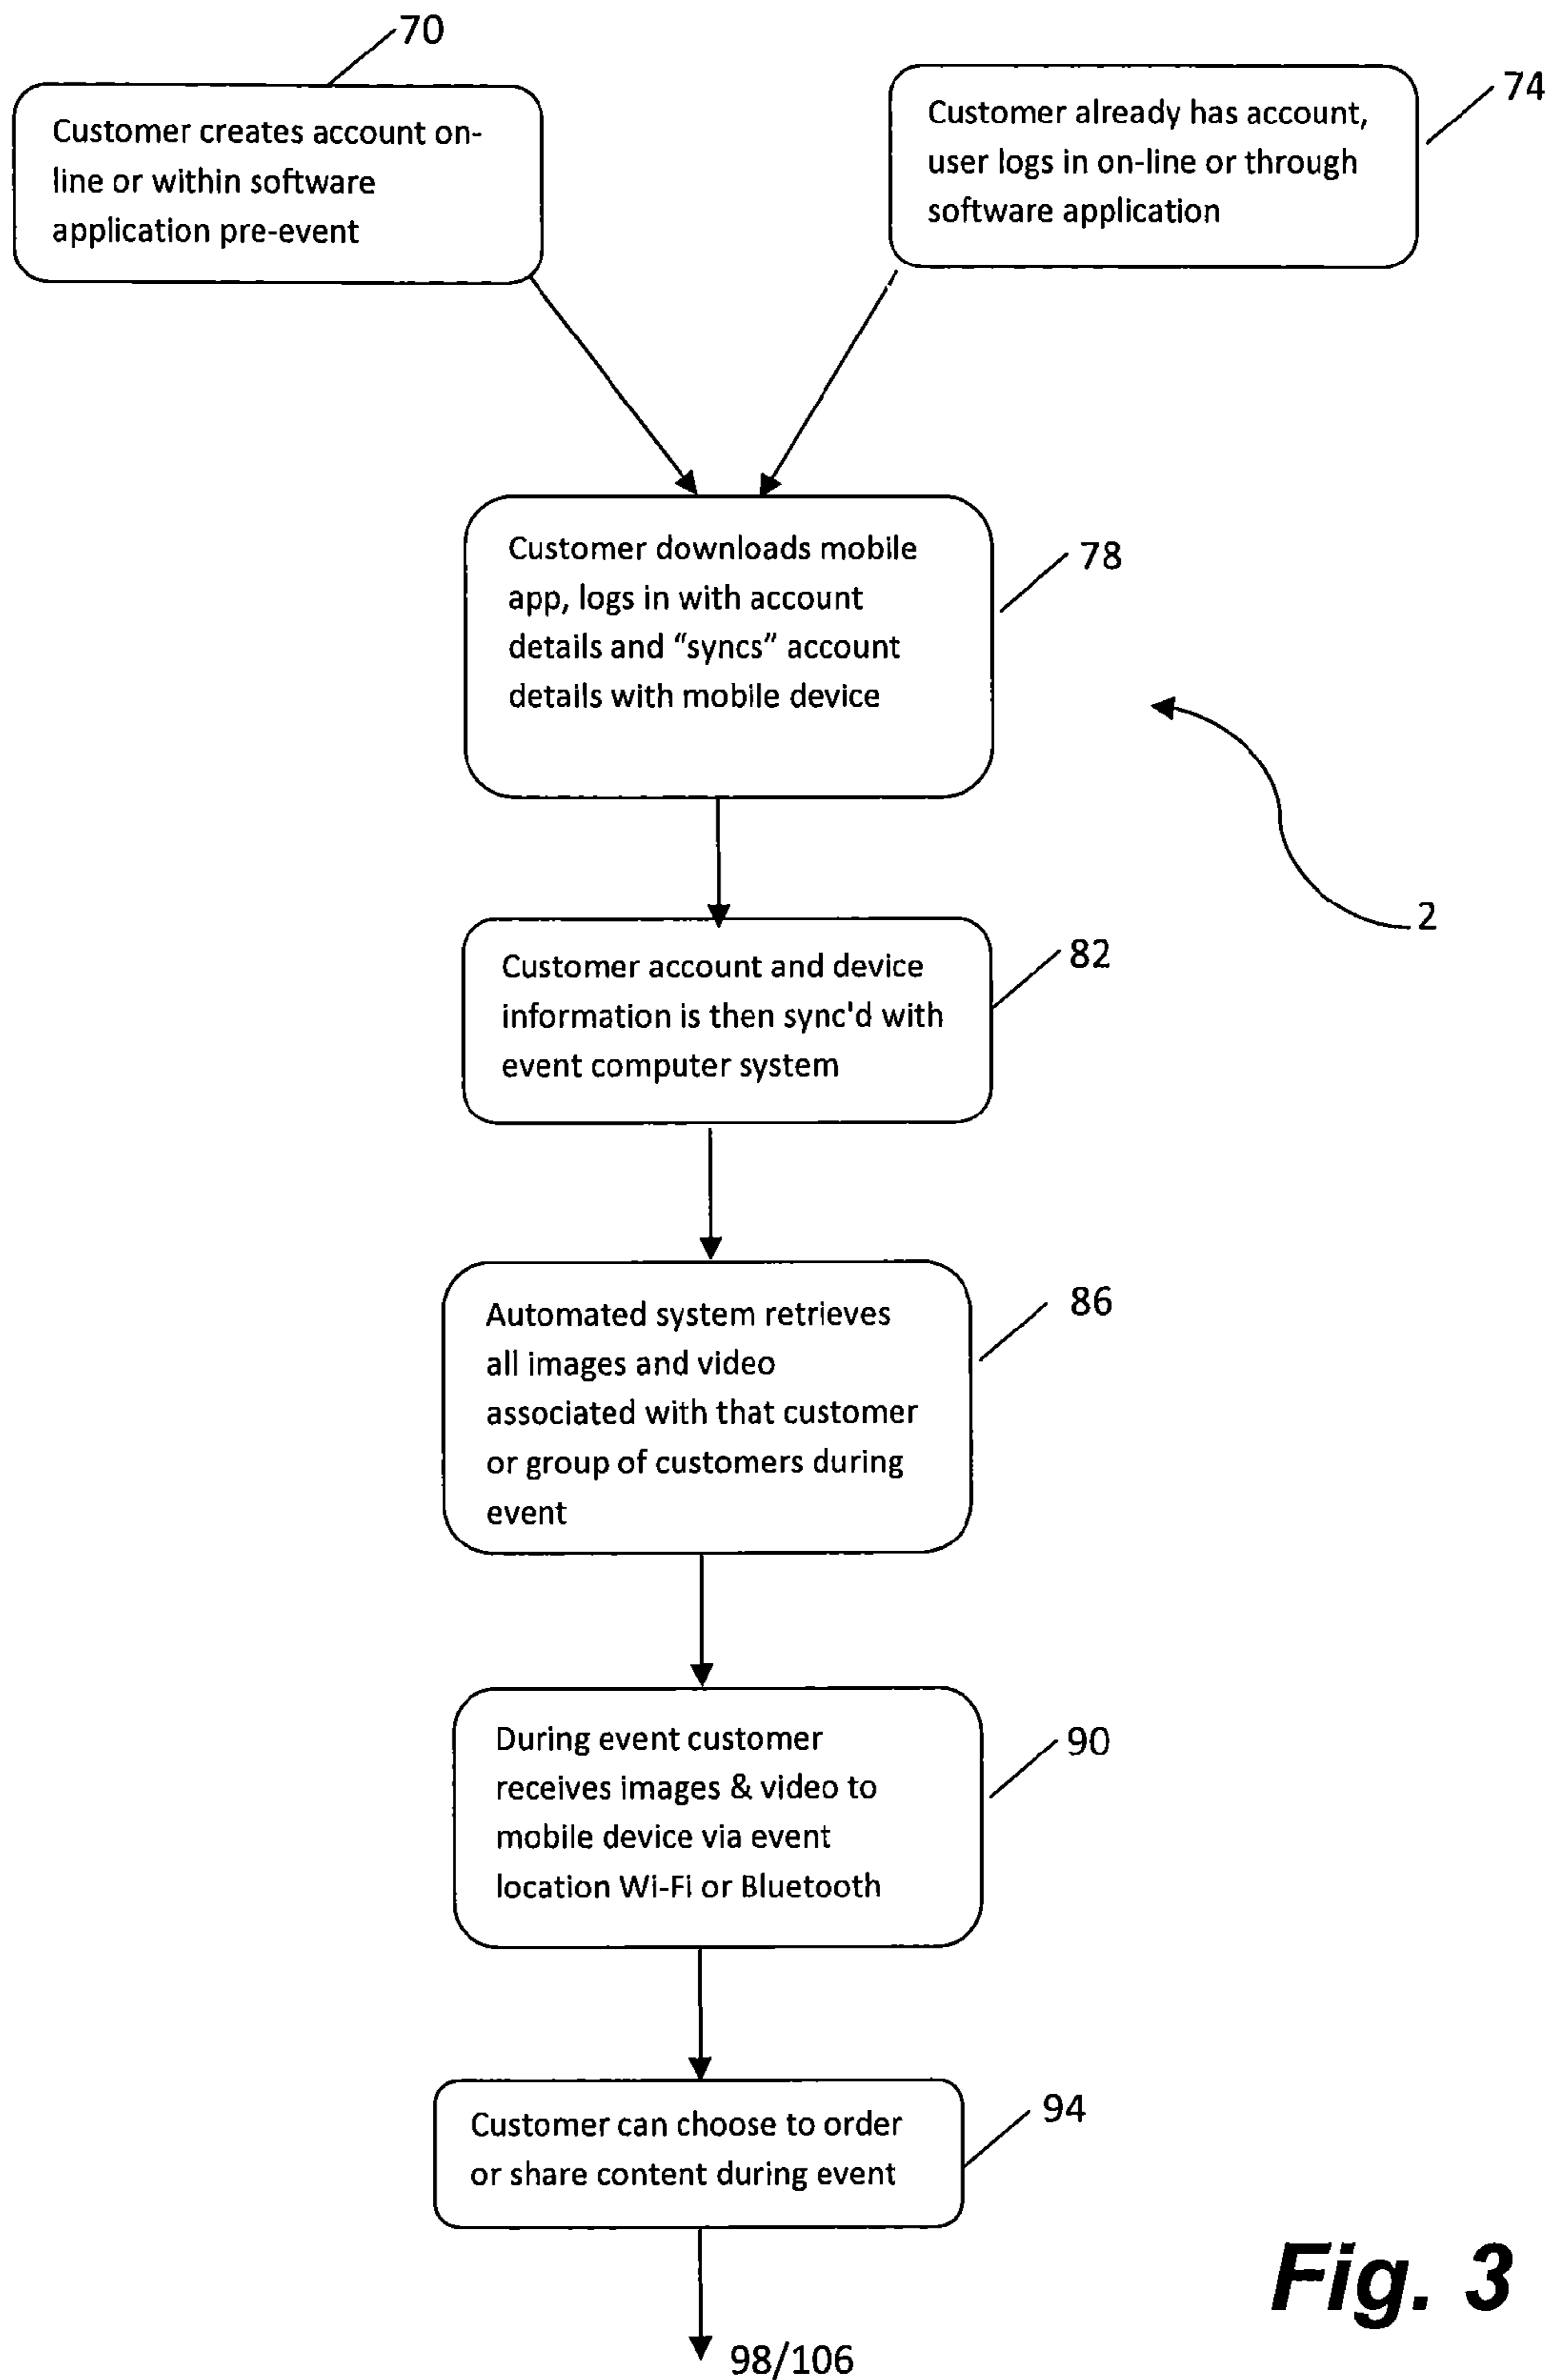 70
Customer creates account on-
line or within software
application pre-event
74
Customer already has account,
user logs in on-line or through
software application
Customer downloads mobile
app, logs in with account
details and “syncs” account
details with mobile device
78
2
Customer account and device
information is then sync'd with
event computer system
82
Automated system retrieves
all images and video
associated with that customer
or group of customers during
event
86
During event customer
receives images & video to
mobile device via event
location Wi-Fi or Bluetooth
90
Customer can choose to order
or share content during event
94
98/106
Fig. 3